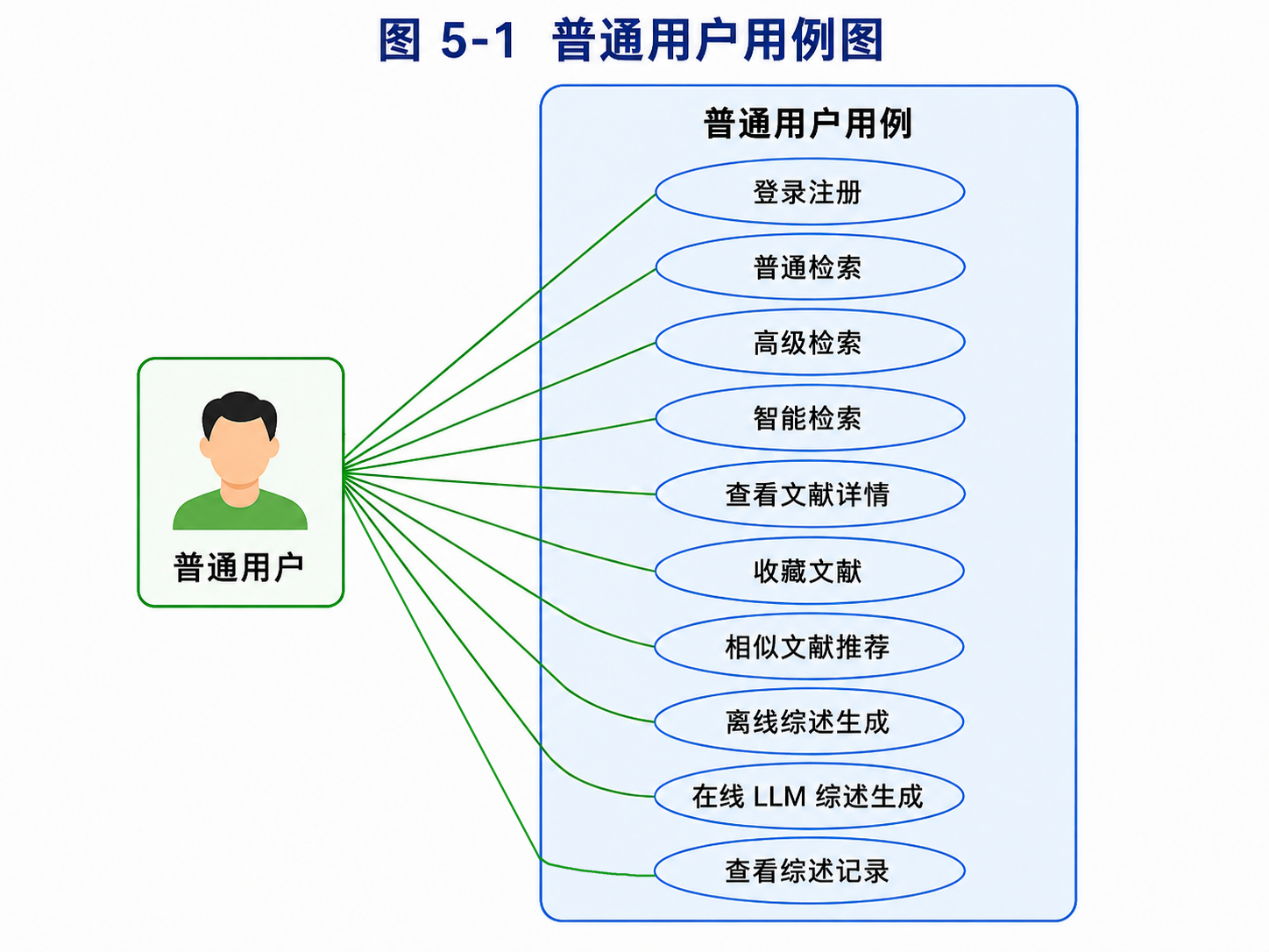 图 5-1 普通用户用例图
普通用户用例
登录注册
普通检索
高级检索
智能检索
查看文献详情
收藏文献
相似文献推荐
离线综述生成
在线 LLM 综述生成
查看综述记录
普通用户